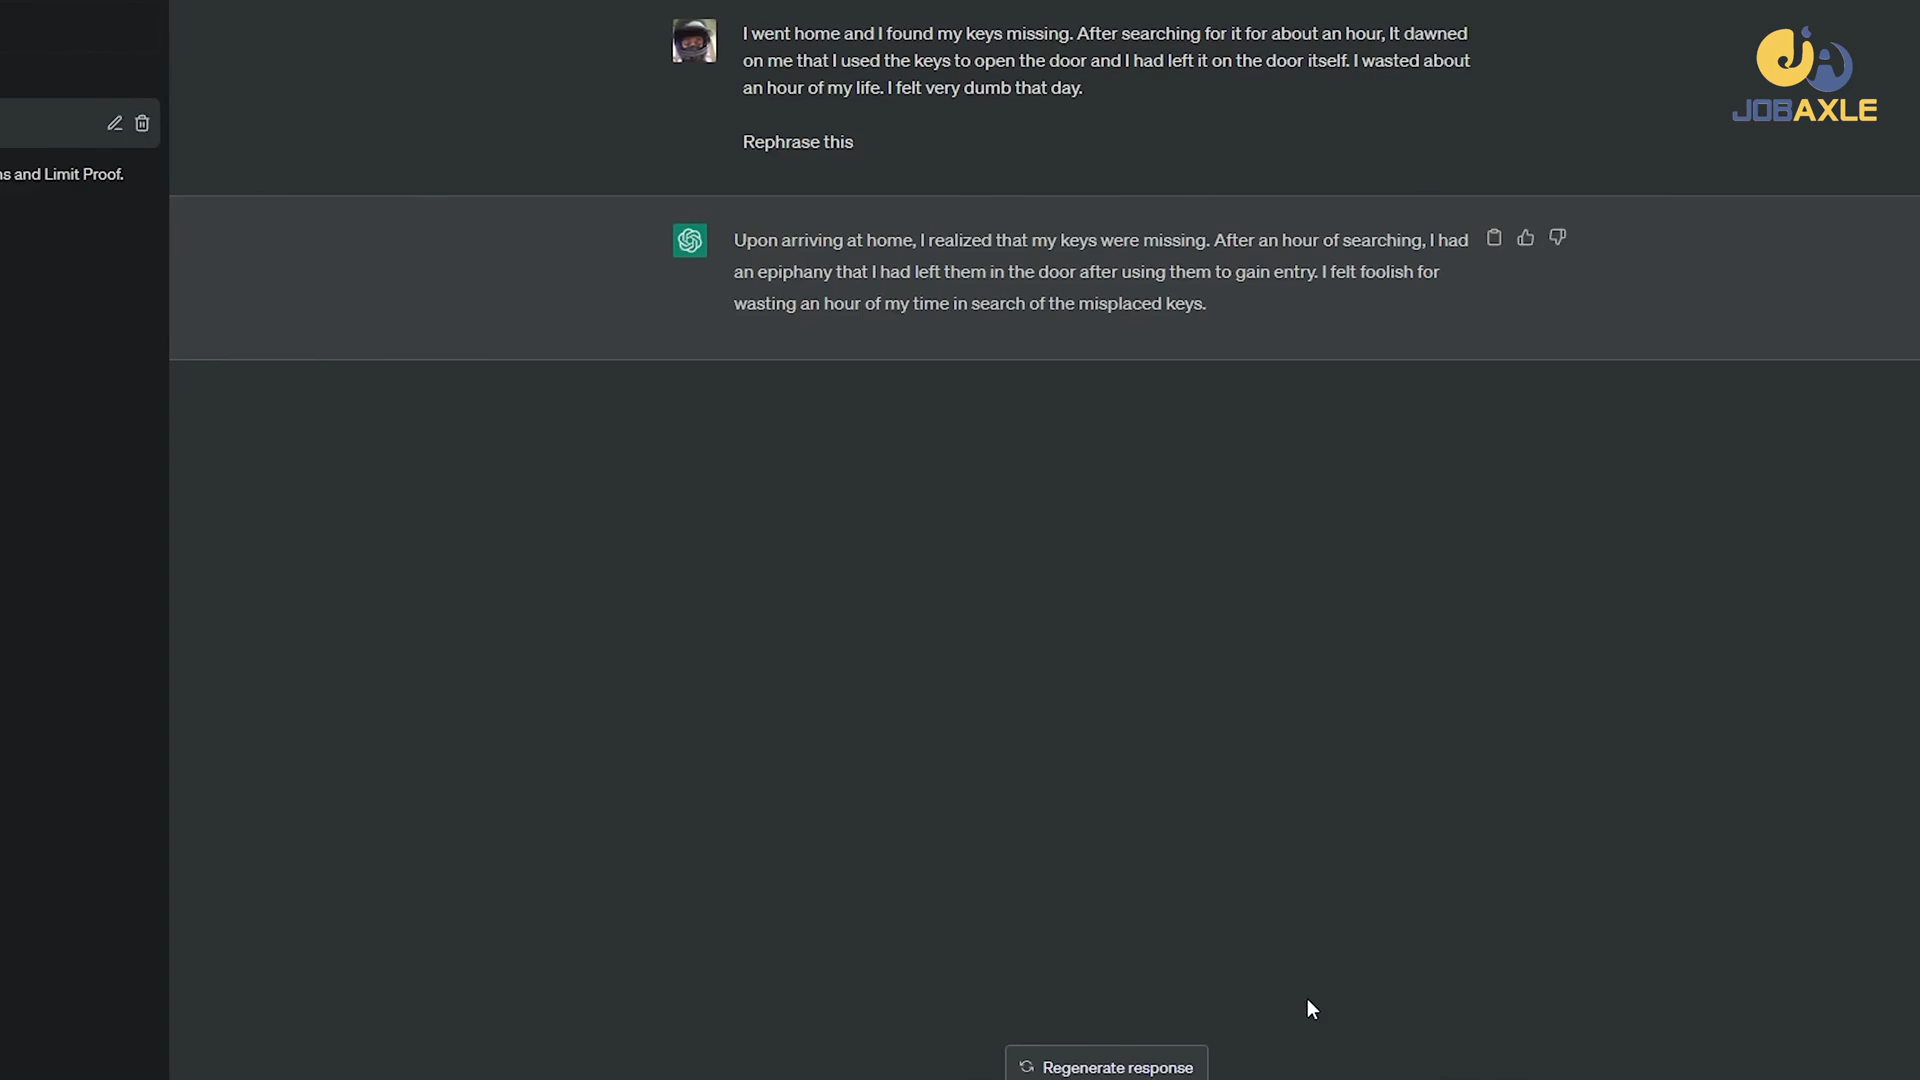 I went home and I found my keys missing. After searching for it for about an hour, It dawned
on me that I used the keys to open the door and I had left it on the door itself. I wasted about
an hour of my life. I felt very dumb that day.
Rephrase this
JA
JOBAXLE
ns and Limit Proof.
Upon arriving at home, I realized that my keys were missing. After an hour of searching, I had
an epiphany that I had left them in the door after using them to gain entry. I felt foolish for
wasting an hour of my time in search of the misplaced keys.
Regenerate response